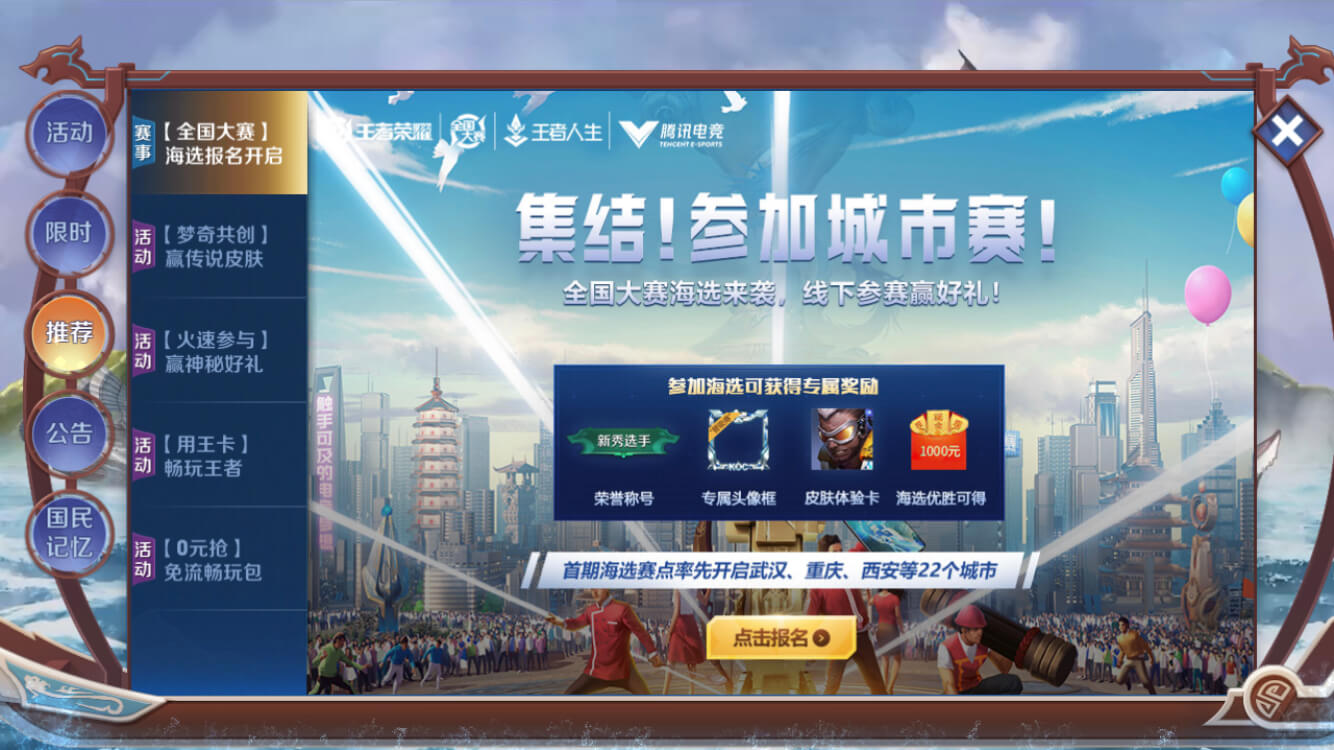 活动
限时
推荐
公告
国民
记忆
赛事
【全国大赛】
海选报名开启
活动
【梦奇共创】
赢传说皮肤
活动
【火速参与】
赢神秘好礼
活动
【用王卡】
畅玩王者
活动
【0元抢】
免流畅玩包
王者荣耀
全国大赛
王者人生
腾讯电竞
TENCENT E-SPORTS
集结！参加城市赛！
全国大赛海选来袭，线下参赛赢好礼！
触手可及的电竞
参加海选可获得专属奖励
新秀选手
KOC
1000元
荣誉称号
专属头像框
皮肤体验卡
海选优胜可得
首期海选赛点率先开启武汉、重庆、西安等22个城市
点击报名